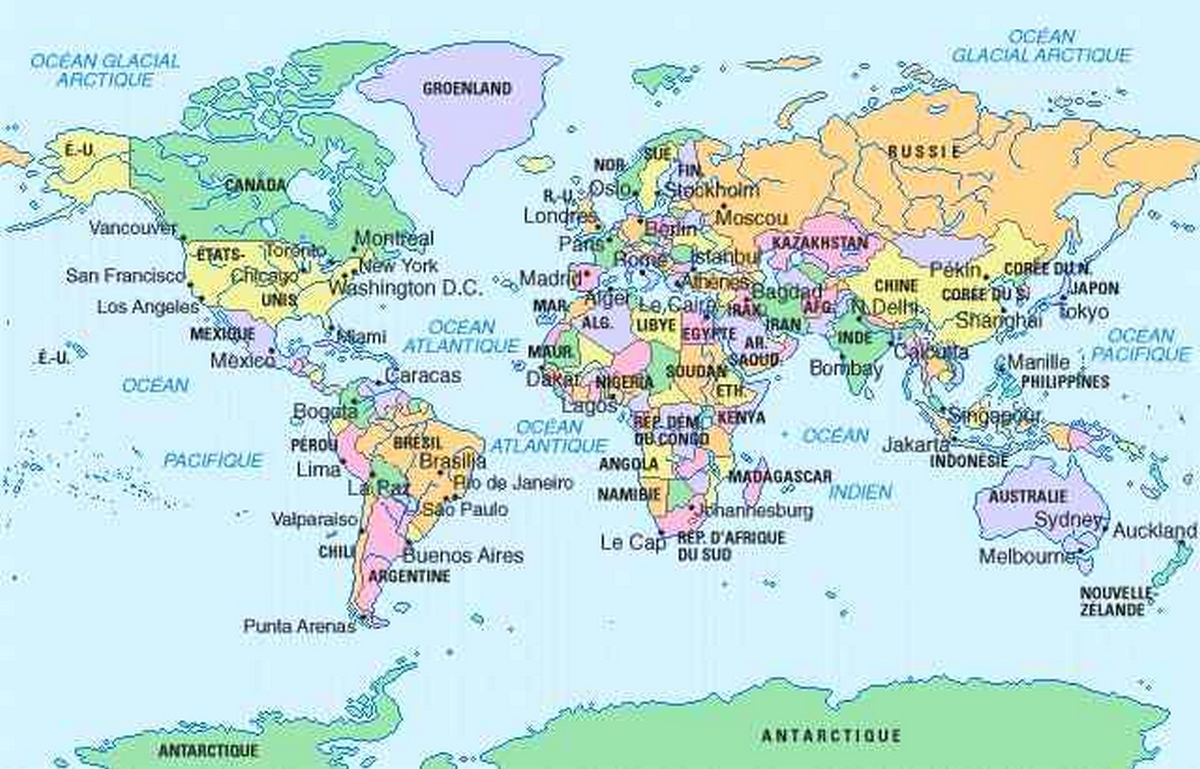 OCÉAN GLACIAL
ARCTIQUE
OCÉAN
GLACIAL ARCTIQUE
GROENLAND
É.-U.
CANADA
RUSSIE
NOR.
SUÈ.
FIN.
R.-U.
Oslo
Stockholm
Londres
Moscou
Berlin
Paris
Vancouver
Montréal
ÉTATS-
UNIS
Toronto
Chicago
New York
Washington D.C.
San Francisco
Los Angeles
Miami
MEXIQUE
Mexico
É.-U.
Rome
Istanbul
Madrid
Athènes
Alger
Le Caire
Bagdad
KAZAKHSTAN
CHINE
Pékin
CORÉE DU N.
CORÉE DU S.
JAPON
Tokyo
Shanghai
MAR.
ALG.
LIBYE
EGYPTE
IRAK
IRAN
AFG.
N.Delhi
INDE
Calcutta
Bombay
AR.
SAOUD.
OCÉAN
ATLANTIQUE
OCÉAN
PACIFIQUE
MAUR.
Dakar
NIGERIA
Lagos
SOUDAN
ETH.
KENYA
Manille
PHILIPPINES
OCÉAN
PACIFIQUE
Caracas
Bogota
PÉROU
Lima
BRÉSIL
Brasilia
La Paz
Rio de Janeiro
São Paulo
OCÉAN
ATLANTIQUE
RÉP. DÉM.
DU CONGO
ANGOLA
NAMIBIE
MADAGASCAR
OCÉAN
INDIEN
Singapour
Jakarta
INDONÉSIE
AUSTRALIE
Sydney
Melbourne
Auckland
NOUVELLE-
ZÉLANDE
Johannesburg
Le Cap
RÉP. D'AFRIQUE
DU SUD
Valparaiso
CHILI
Buenos Aires
ARGENTINE
Punta Arenas
ANTARCTIQUE
ANTARCTIQUE